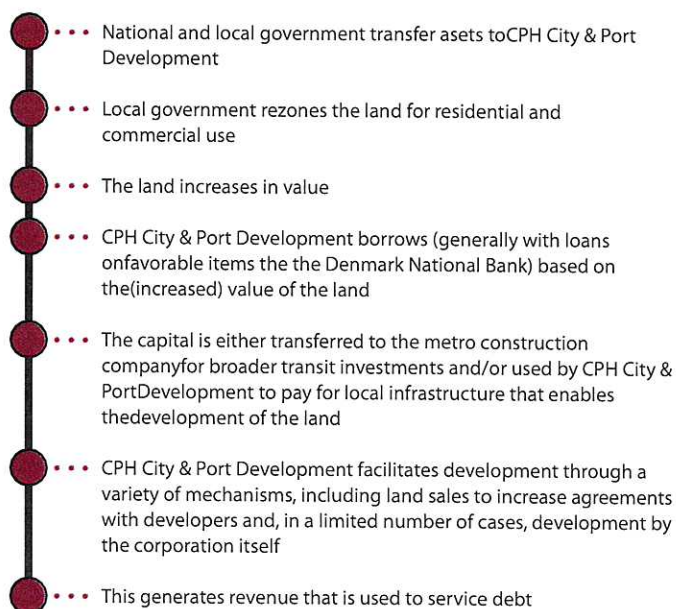 National and local government transfer asets toCPH City & Port
Development
Local government rezones the land for residential and
commercial use
The land increases in value
CPH City & Port Development borrows (generally with loans
onfavorable items the the Denmark National Bank) based on
the(increased) value of the land
The capital is either transferred to the metro construction
companyfor broader transit investments and/or used by CPH City &
PortDevelopment to pay for local infrastructure that enables
thedevelopment of the land
CPH City & Port Development facilitates development through a
variety of mechanisms, including land sales to increase agreements
with developers and, in a limited number of cases, development by
the corporation itself
This generates revenue that is used to service debt